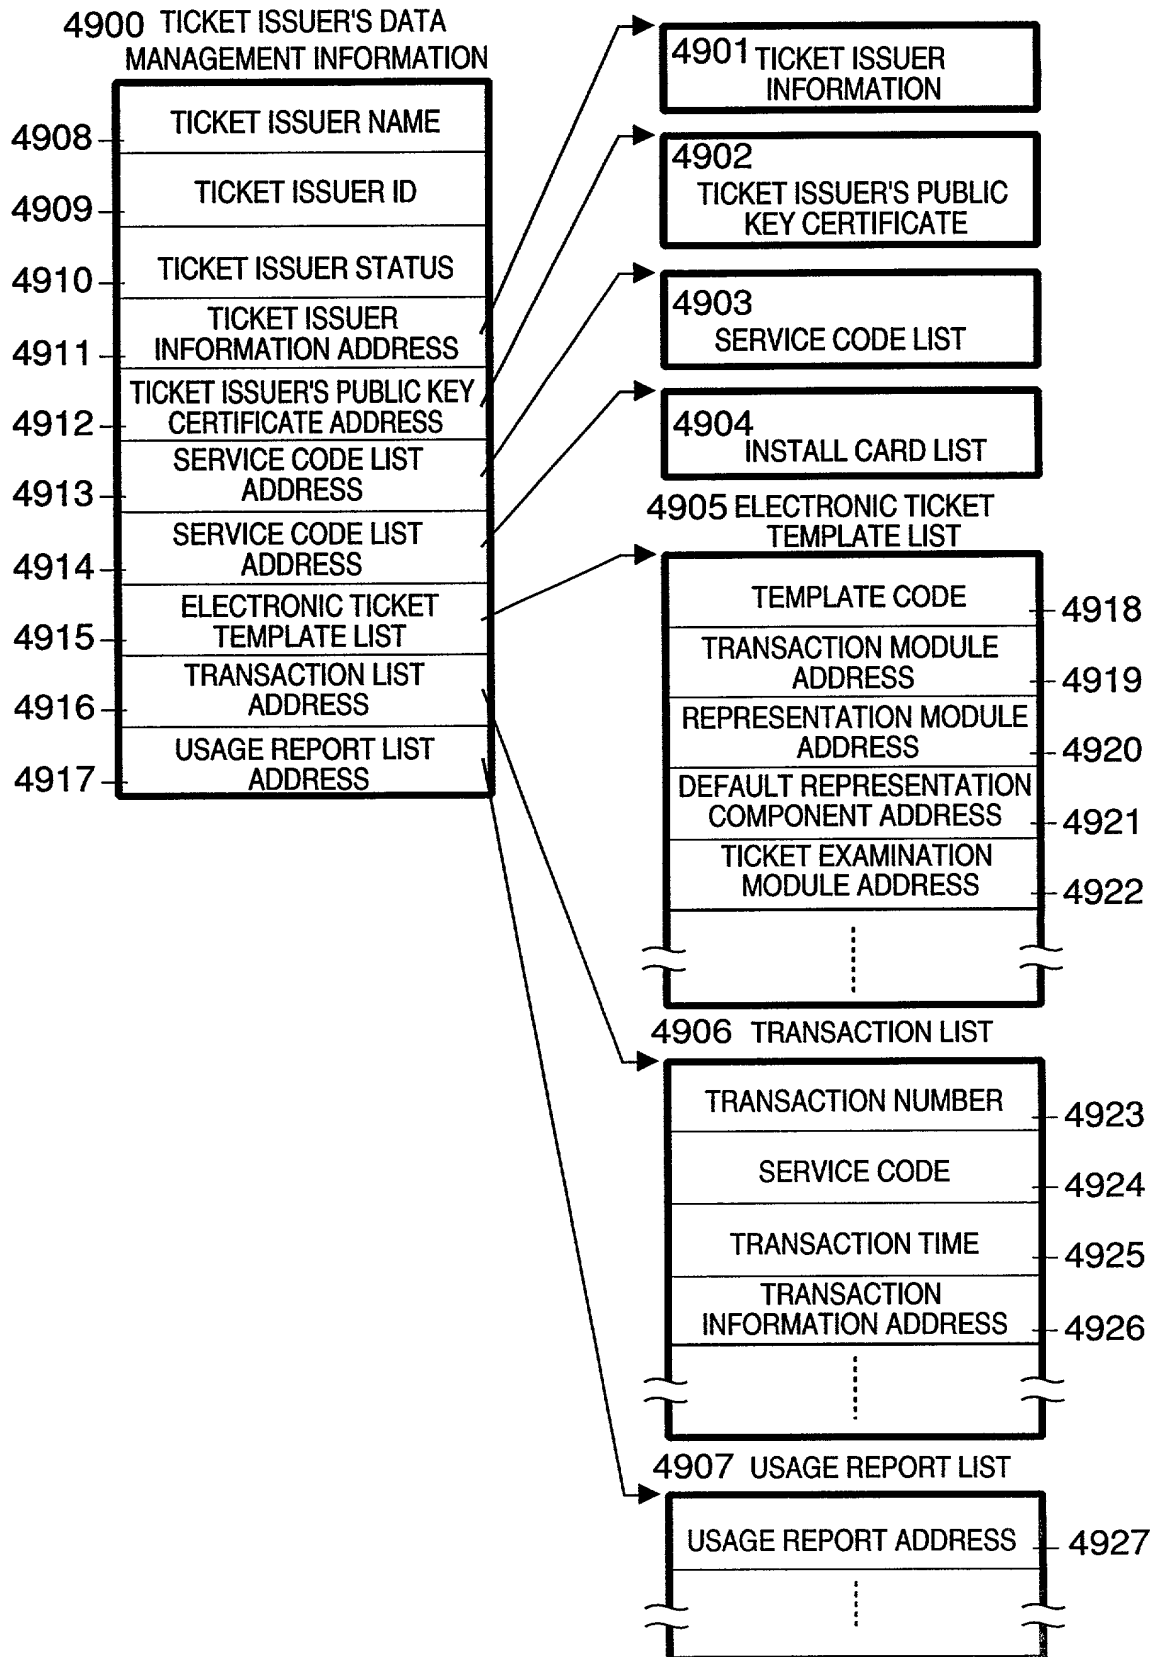 4900 TICKET ISSUER'S DATA
MANAGEMENT INFORMATION
4908 TICKET ISSUER NAME
4909 TICKET ISSUER ID
4910 TICKET ISSUER STATUS
TICKET ISSUER
4911 INFORMATION ADDRESS
TICKET ISSUER'S PUBLIC KEY
4912 CERTIFICATE ADDRESS
SERVICE CODE LIST
4913 ADDRESS
SERVICE CODE LIST
4914 ADDRESS
ELECTRONIC TICKET
4915 TEMPLATE LIST
TRANSACTION LIST
4916 ADDRESS
USAGE REPORT LIST
4917 ADDRESS
4901 TICKET ISSUER
INFORMATION
4902
TICKET ISSUER'S PUBLIC
KEY CERTIFICATE
4903
SERVICE CODE LIST
4904
INSTALL CARD LIST
4905 ELECTRONIC TICKET
TEMPLATE LIST
TEMPLATE CODE 4918
TRANSACTION MODULE
ADDRESS 4919
REPRESENTATION MODULE
ADDRESS 4920
DEFAULT REPRESENTATION
COMPONENT ADDRESS 4921
TICKET EXAMINATION
MODULE ADDRESS 4922
4906 TRANSACTION LIST
TRANSACTION NUMBER 4923
SERVICE CODE 4924
TRANSACTION TIME 4925
TRANSACTION
INFORMATION ADDRESS 4926
4907 USAGE REPORT LIST
USAGE REPORT ADDRESS 4927